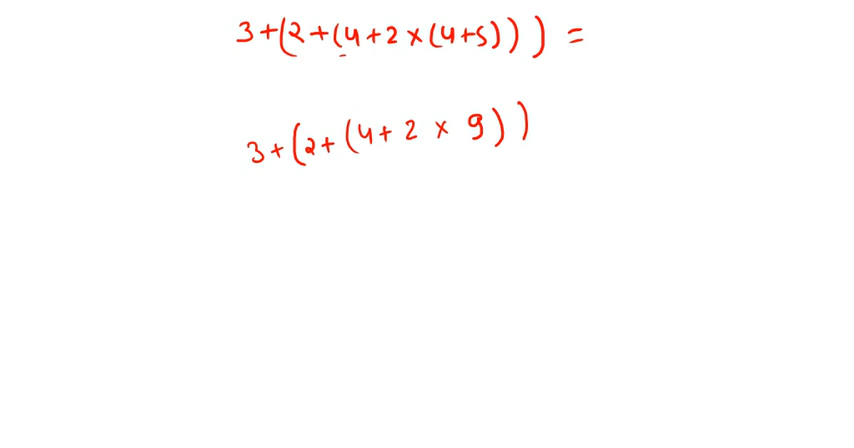 3+(2+(4+2×(4+5))) =
3+(2+(4+2 × 9))